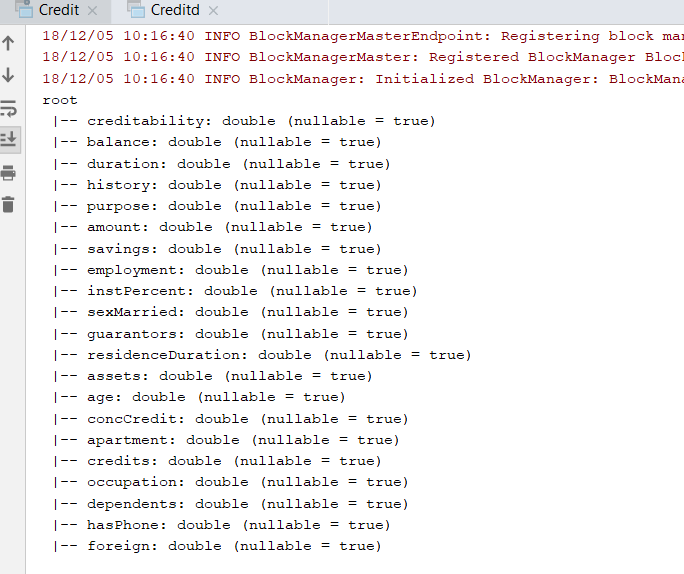 Credit Creditd
18/12/05 10:16:40 INFO BlockManagerMasterEndpoint: Registering block
18/12/05 10:16:40 INFO BlockManagerMaster: Registered BlockManager
18/12/05 10:16:40 INFO BlockManager: Initialized BlockManager:
root
|-- creditability: double (nullable = true)
|-- balance: double (nullable = true)
|-- duration: double (nullable = true)
|-- history: double (nullable = true)
|-- purpose: double (nullable = true)
|-- amount: double (nullable = true)
|-- savings: double (nullable = true)
|-- employment: double (nullable = true)
|-- instPercent: double (nullable = true)
|-- sexMarried: double (nullable = true)
|-- guarantors: double (nullable = true)
|-- residenceDuration: double (nullable = true)
|-- assets: double (nullable = true)
|-- age: double (nullable = true)
|-- concCredit: double (nullable = true)
|-- apartment: double (nullable = true)
|-- credits: double (nullable = true)
|-- occupation: double (nullable = true)
|-- dependents: double (nullable = true)
|-- hasPhone: double (nullable = true)
|-- foreign: double (nullable = true)